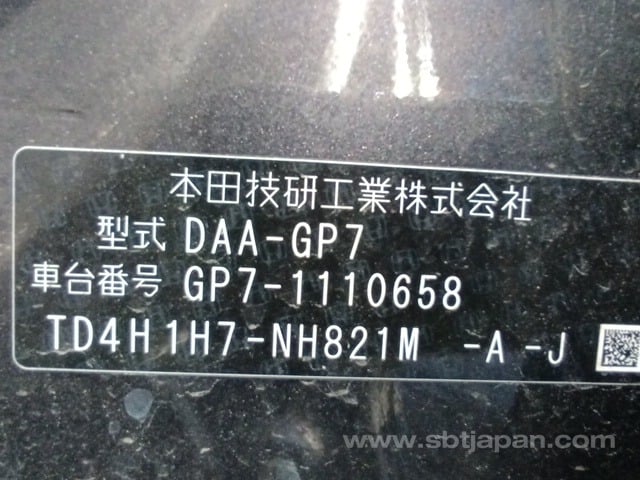 本田技研工業株式会社
型式 DAA-GP7
車台番号 GP7-1110658
TD4H1H7-NH821M -A -J
www.sbtjapan.com